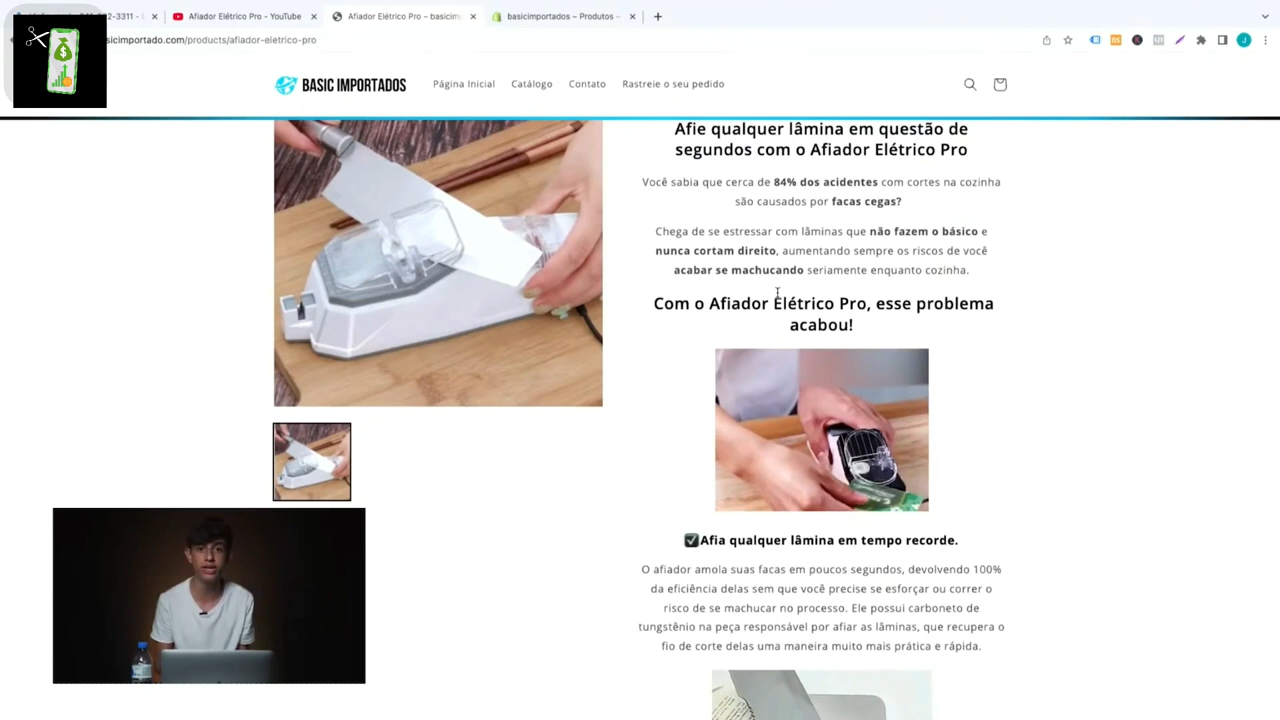 Afiador Elétrico Pro - YouTube
Afiador Elétrico Pro – basicim
basicimportados – Produtos –
sicimportado.com/products/afiador-eletrico-pro
BASIC IMPORTADOS
Página Inicial
Catálogo
Contato
Rastreie o seu pedido
Afie qualquer lâmina em questão de
segundos com o Afiador Elétrico Pro
Você sabia que cerca de 84% dos acidentes com cortes na cozinha
são causados por facas cegas?
Chega de se estressar com lâminas que não fazem o básico e
nunca cortam direito, aumentando sempre os riscos de você
acabar se machucando seriamente enquanto cozinha.
Com o Afiador Elétrico Pro, esse problema
acabou!
Afia qualquer lâmina em tempo recorde.
O afiador amola suas facas em poucos segundos, devolvendo 100%
da eficiência delas sem que você precise se esforçar ou correr o
risco de se machucar no processo. Ele possui carboneto de
tungstênio na peça responsável por afiar as lâminas, que recupera o
fio de corte delas uma maneira muito mais prática e rápida.